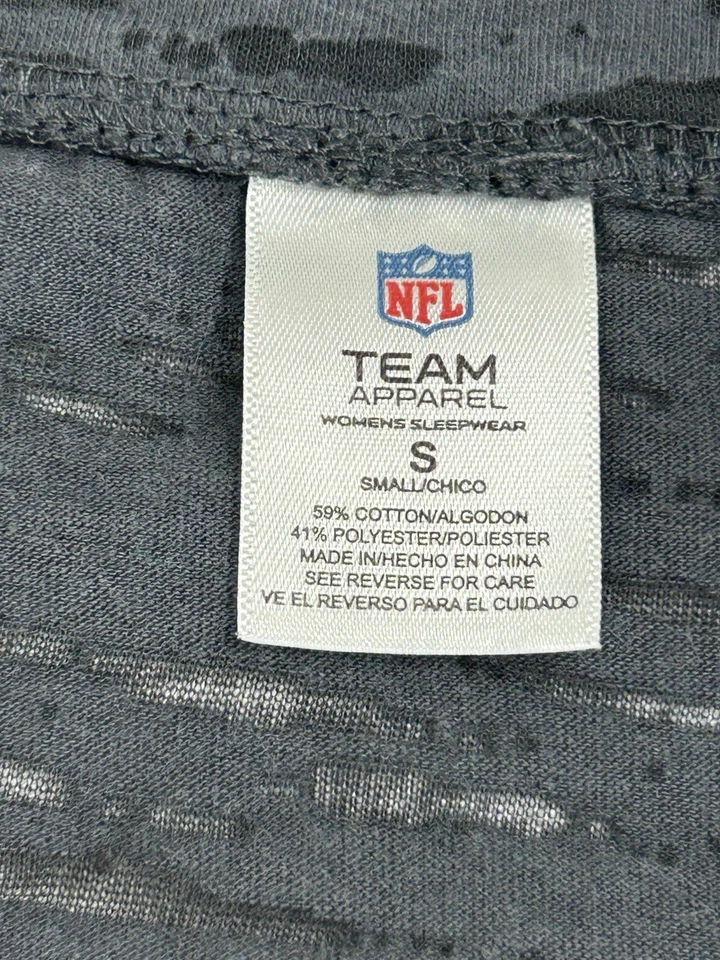 NFL
TEAM
APPAREL
WOMENS SLEEPWEAR
S
SMALL/CHICO
59% COTTON/ALGODON
41% POLYESTER/POLIESTER
MADE IN/HECHO EN CHINA
SEE REVERSE FOR CARE
VE EL REVERSO PARA EL CUIDADO